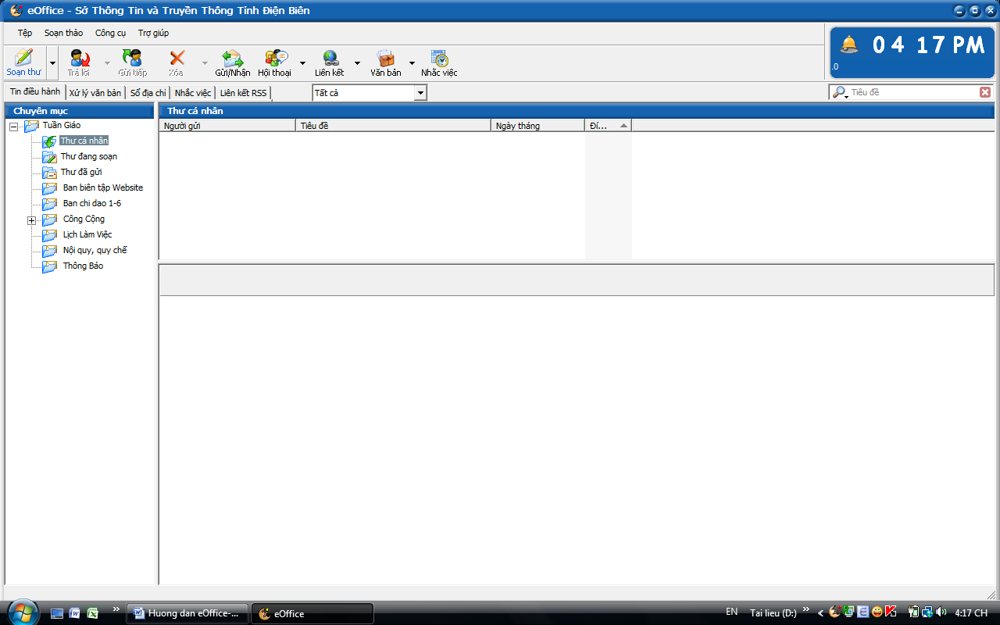 eOffice - Sở Thông Tin và Truyền Thông Tỉnh Điện Biên
Tệp Soạn thảo Công cụ Trợ giúp
04 17 PM
.0
Soạn thư Trả lời Gửi tiếp Xóa Gửi/Nhận Hội thoại Liên kết Văn bản Nhắc việc
Tin điều hành Xử lý văn bản Sổ địa chỉ Nhắc việc Liên kết RSS Tất cả Tiêu đề
Chuyên mục Thư cá nhân
Người gửi Tiêu đề Ngày tháng Đí...
Tuần Giáo
Thư cá nhân
Thư đang soạn
Thư đã gửi
Ban biên tập Website
Ban chi dao 1-6
Công Cộng
Lịch Làm Việc
Nội quy, quy chế
Thông Báo
Huong dan eOffice-... eOffice EN Tai lieu (D:) 4:17 CH